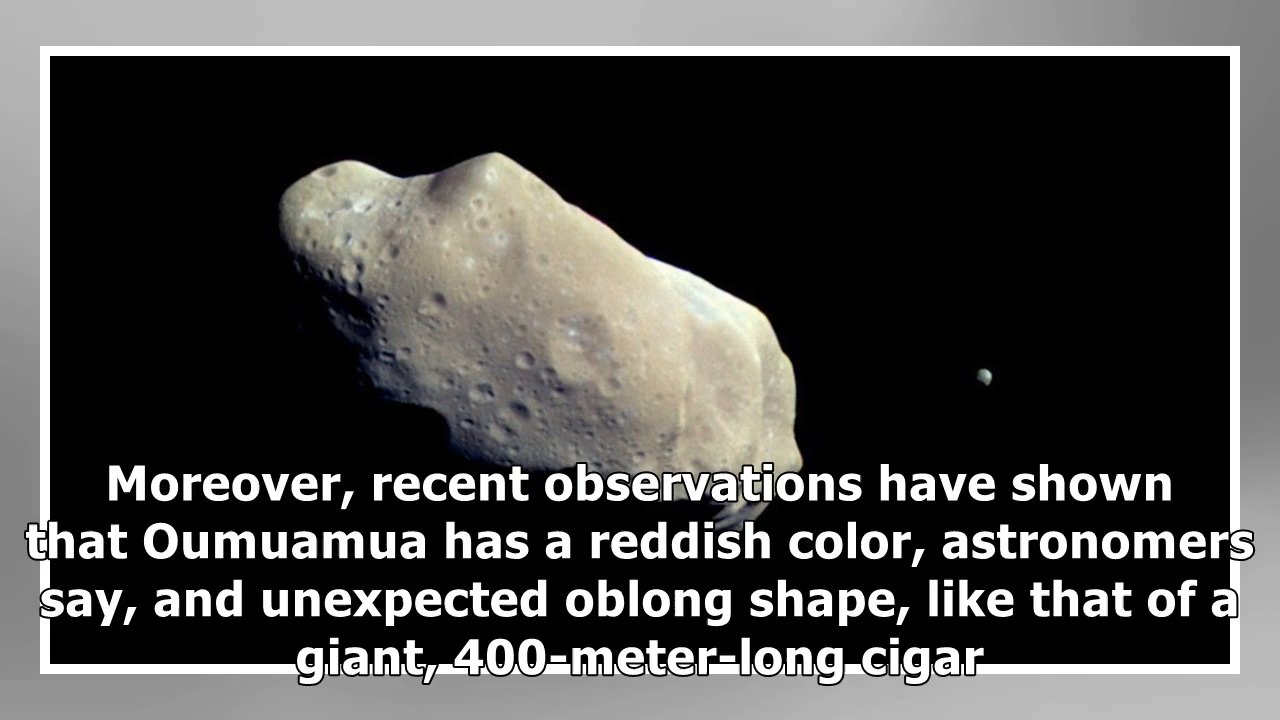 Moreover, recent observations have shown
that Oumuamua has a reddish color, astronomers
say, and unexpected oblong shape, like that of a
giant, 400-meter-long cigar